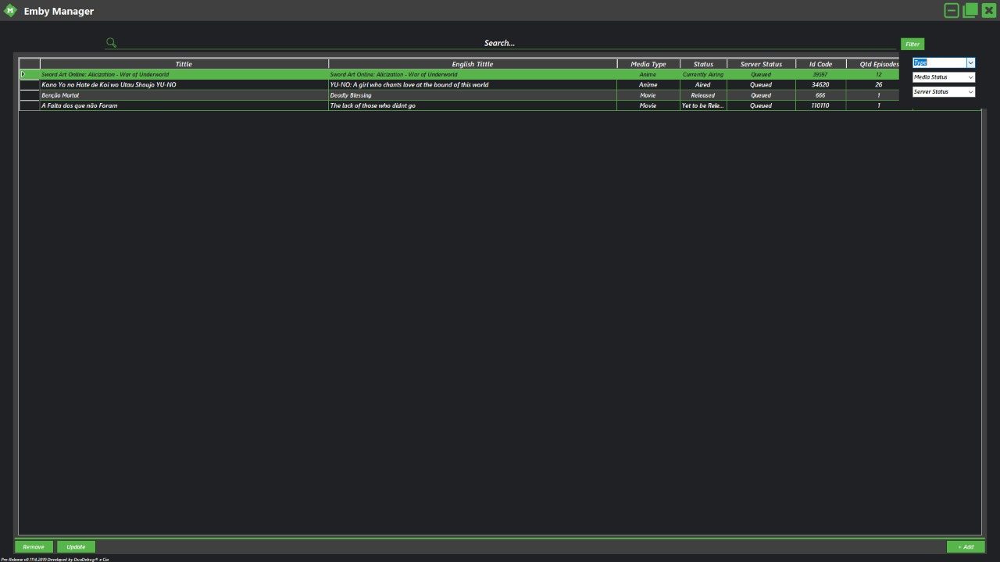 Emby Manager
Search...
Filter
Tittle English Tittle Media Type Status Server Status Id Code Qtd Episodes
Type
Sword Art Online: Alicization - War of Underworld Sword Art Online: Alicization - War of Underworld Anime Currently Airing Queued 39597 12
Media Status
Kono Yo no Hate de Koi wo Utau Shoujo YU-NO YU-NO: A girl who chants love at the bound of this world Anime Aired Queued 34620 26
Server Status
Benção Mortal Deadly Blessing Movie Released Queued 666 1
A Falta dos que não Foram The lack of those who didnt go Movie Yet to be Rele... Queued 110110 1
Remove Update + Add
Pre-Release v0.1114.2019 Developed by DuoDebug® e Cia